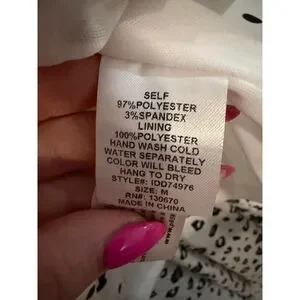 SELF
97%POLYESTER
3%SPANDEX
LINING
100%POLYESTER
HAND WASH COLD
WATER SEPARATELY
COLOR WILL BLEED
HANG TO DRY
STYLE#: IDD74976
SIZE: M
RN#: 130670
MADE IN CHINA